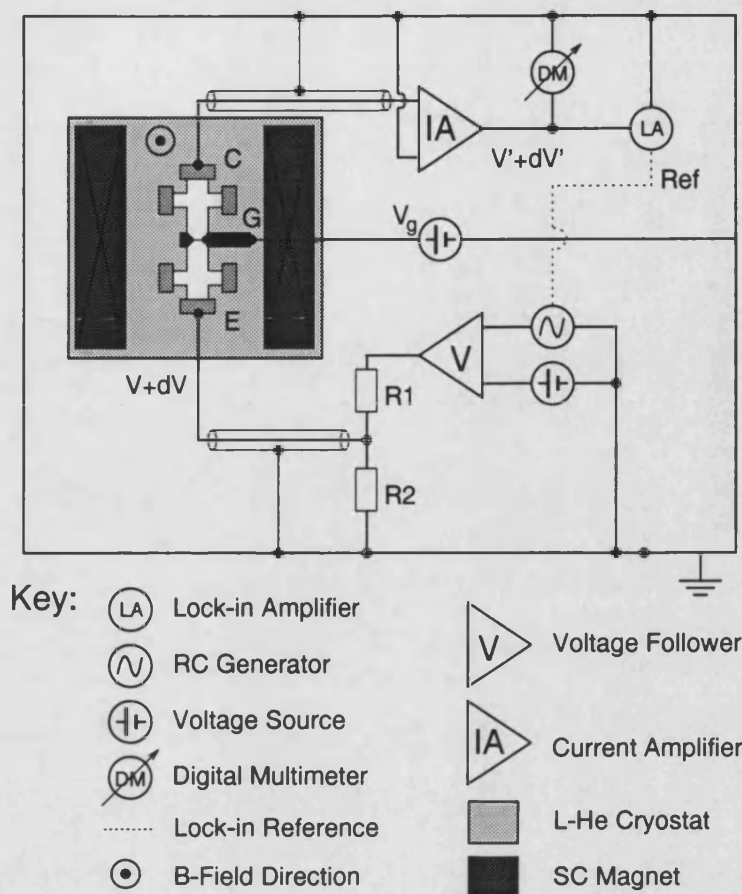 DM
IA
LA
C
V'+dV'
Ref
G
Vg
E
V+dV
V
R1
R2
Key:
LA Lock-in Amplifier
RC Generator
Voltage Source
DM Digital Multimeter
Lock-in Reference
B-Field Direction
V Voltage Follower
IA Current Amplifier
L-He Cryostat
SC Magnet